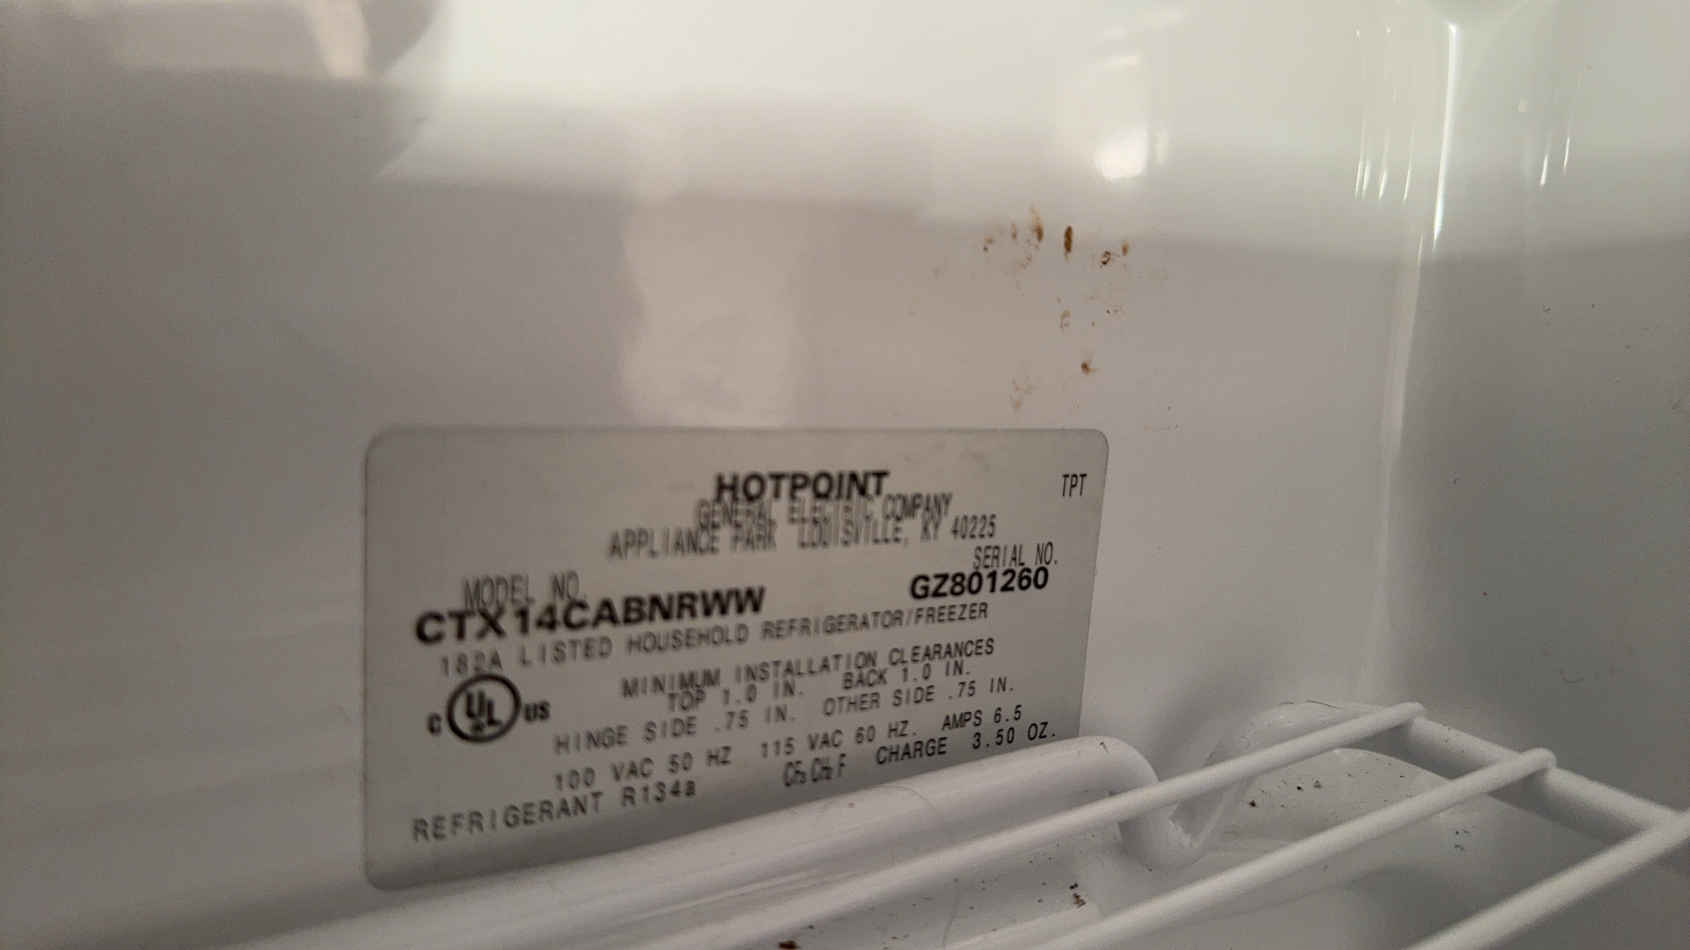 HOTPOINT
TPT
GENERAL ELECTRIC COMPANY
APPLIANCE PARK LOUISVILLE, KY 40225
MODEL NO. SERIAL NO.
CTX14CABNRWW GZ801260
182A LISTED HOUSEHOLD REFRIGERATOR/FREEZER
C UL US
MINIMUM INSTALLATION CLEARANCES
TOP 1.0 IN. BACK 1.0 IN.
HINGE SIDE .75 IN. OTHER SIDE .75 IN.
100 VAC 50 HZ 115 VAC 60 HZ. AMPS 6.5
REFRIGERANT R134a CF₃CH₂F CHARGE 3.50 OZ.